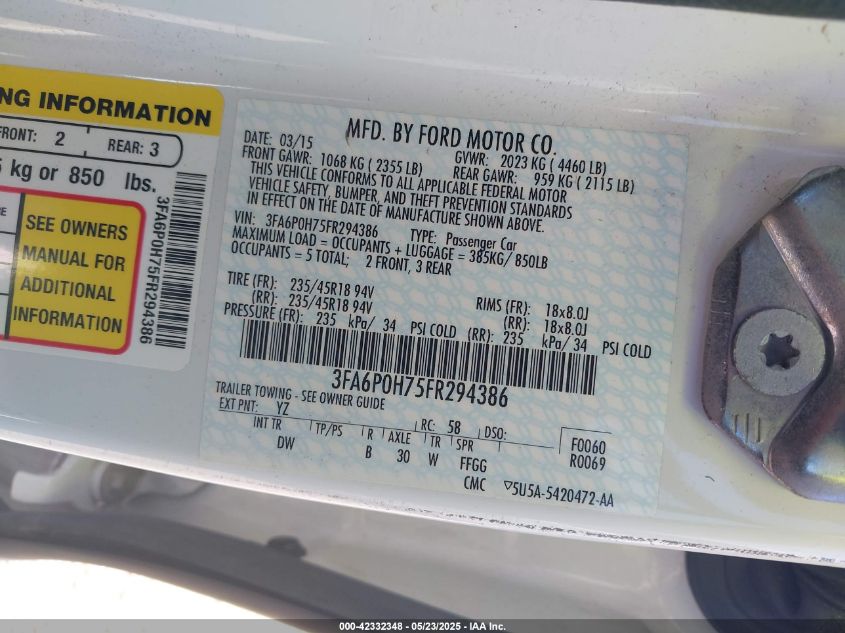 NG INFORMATION
FRONT: 2
REAR: 3
5 kg or 850 lbs.
SEE OWNERS
MANUAL FOR
ADDITIONAL
INFORMATION
3FA6P0H75FR294386
DATE: 03/15 MFD. BY FORD MOTOR CO.
FRONT GAWR: 1068 KG ( 2355 LB) GVWR: 2023 KG ( 4460 LB)
REAR GAWR: 959 KG ( 2115 LB)
THIS VEHICLE CONFORMS TO ALL APPLICABLE FEDERAL MOTOR
VEHICLE SAFETY, BUMPER, AND THEFT PREVENTION STANDARDS
IN EFFECT ON THE DATE OF MANUFACTURE SHOWN ABOVE.
VIN: 3FA6P0H75FR294386 TYPE: Passenger Car
MAXIMUM LOAD = OCCUPANTS + LUGGAGE = 385KG/ 850LB
OCCUPANTS = 5 TOTAL; 2 FRONT, 3 REAR
TIRE (FR): 235/45R18 94V RIMS (FR): 18x8.0J
(RR): 235/45R18 94V (RR): 18x8.0J
PRESSURE (FR): 235 kPa/ 34 PSI COLD (RR): 235 kPa/34 PSI COLD
3FA6P0H75FR294386
TRAILER TOWING - SEE OWNER GUIDE
EXT PNT: YZ RC: 58 DSO: F0060
INT TR TP/PS R AXLE TR SPR R0069
DW B 30 W FFGG
CMC ▽5U5A-5420472-AA
000-42332348 - 05/23/2025 - IAA Inc.